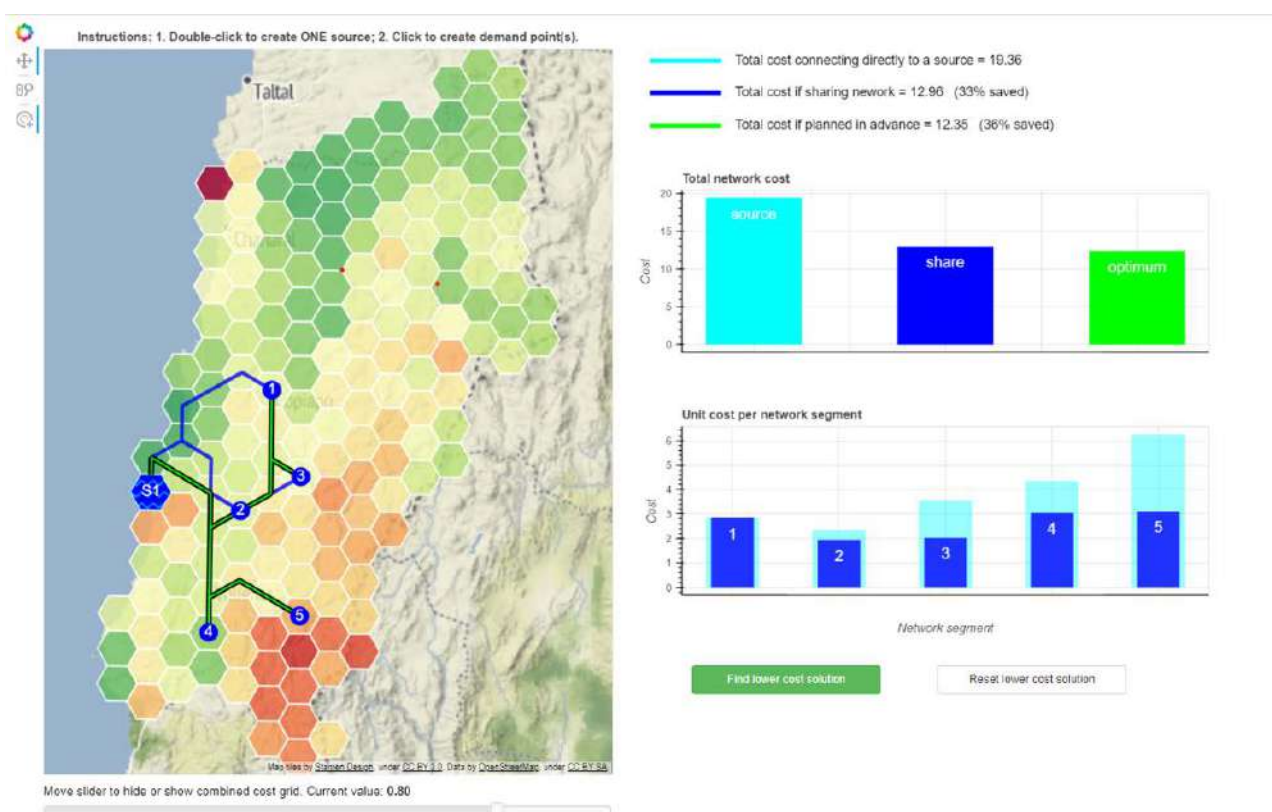 Instructions: 1. Double-click to create ONE source; 2. Click to create demand point(s).
Taltal
Chañaral
Copiapó
1
3
S1
2
5
4
Map tiles by Stamen Design, under CC BY 3.0. Data by OpenStreetMap, under CC BY SA
Move slider to hide or show combined cost grid. Current value: 0.80
Total cost connecting directly to a source = 19.36
Total cost if sharing nework = 12.96 (33% saved)
Total cost if planned in advance = 12.35 (36% saved)
Total network cost
Cost
20
15
10
5
0
source
share
optimum
Unit cost per network segment
Cost
6
5
4
3
2
1
0
1
2
3
4
5
Network segment
Find lower cost solution
Reset lower cost solution